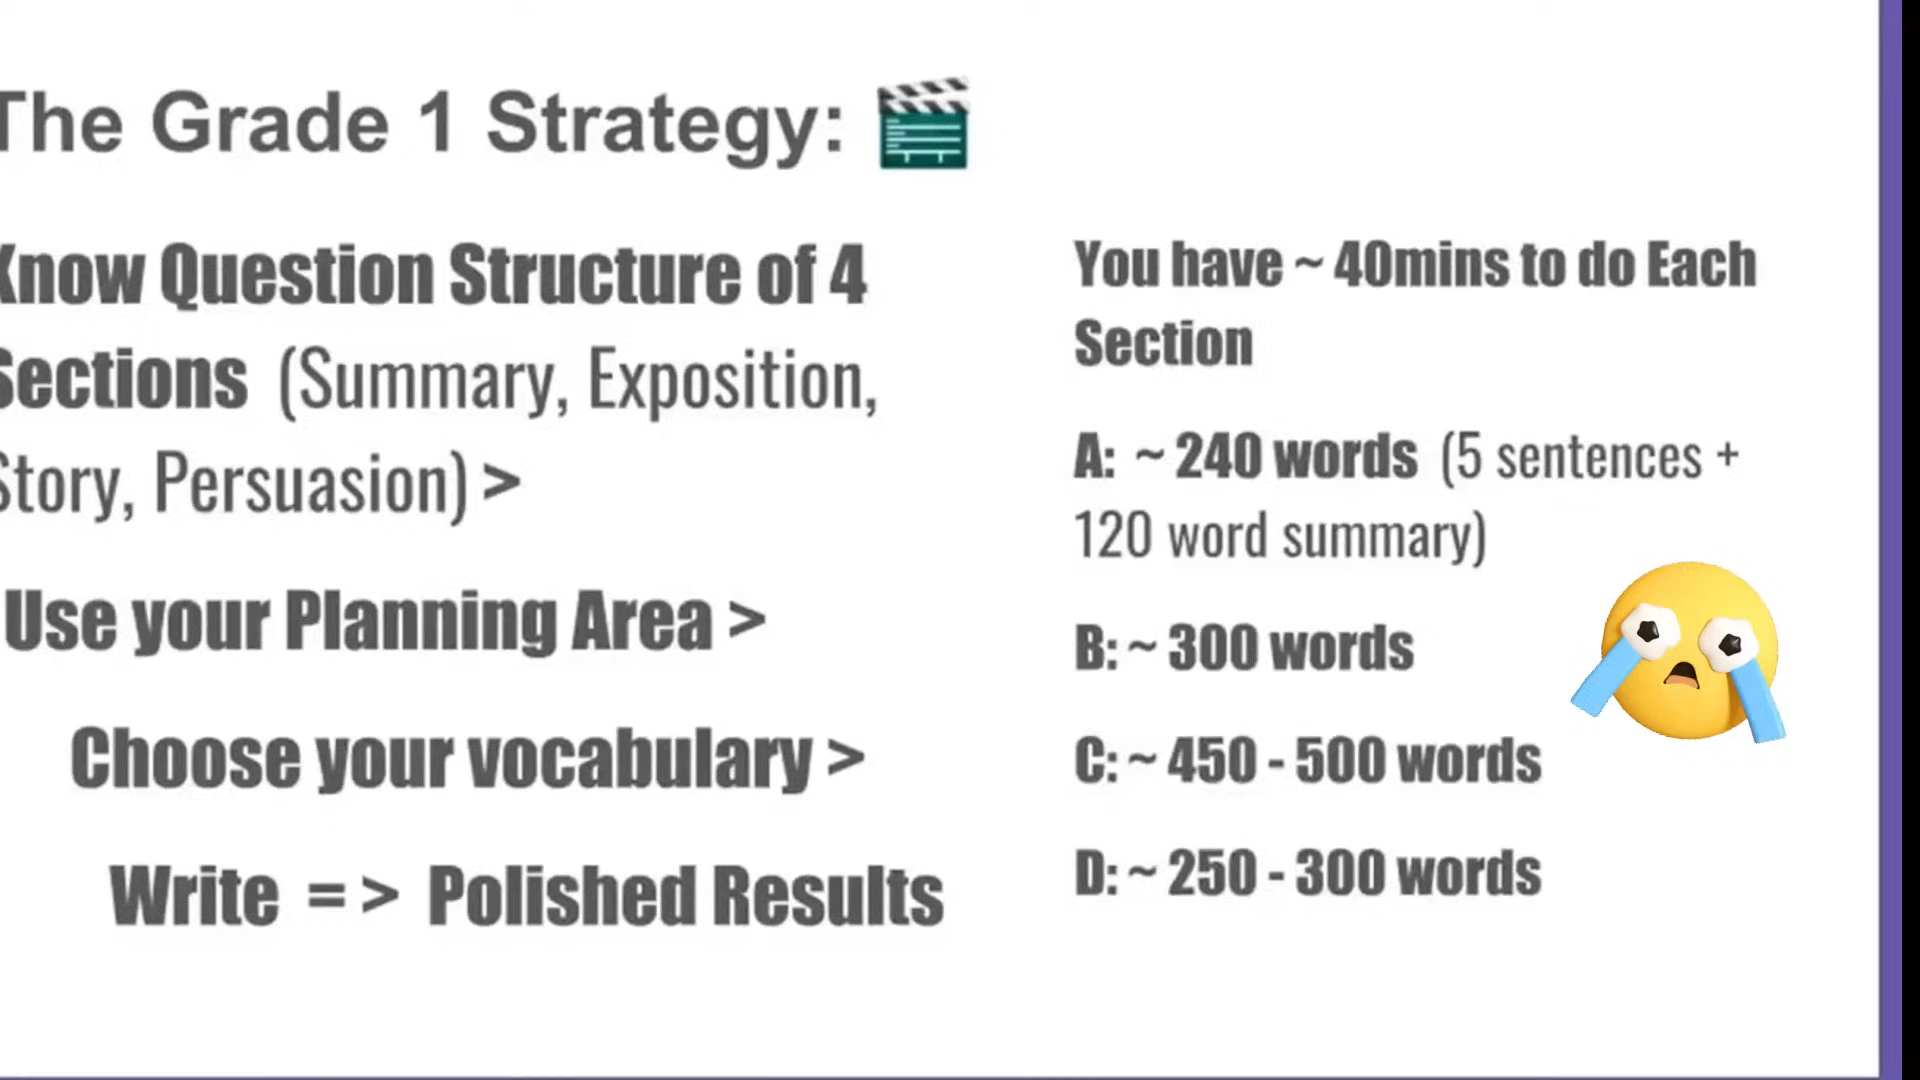 The Grade 1 Strategy:
Know Question Structure of 4
Sections (Summary, Exposition,
Story, Persuasion) >
Use your Planning Area >
Choose your vocabulary >
Write => Polished Results
You have ~ 40mins to do Each
Section
A: ~ 240 words (5 sentences +
120 word summary)
B: ~ 300 words
C: ~ 450 - 500 words
D: ~ 250 - 300 words